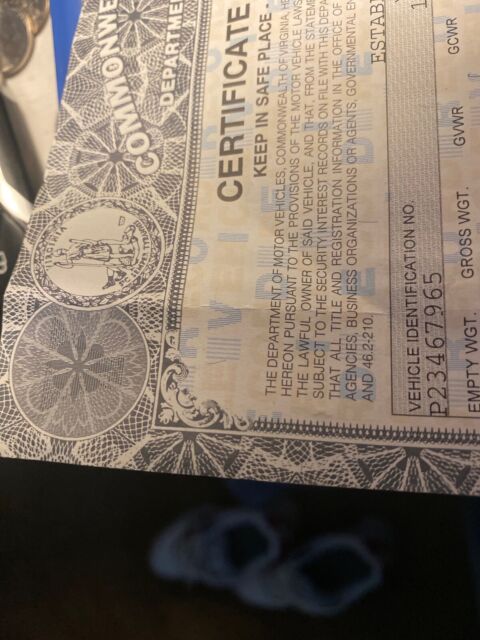 COMMONWE
DEPARTMEN
VIRGINIA
CERTIFICATE
KEEP IN SAFE PLACE
THE DEPARTMENT OF MOTOR VEHICLES, COMMONWEALTH OF VIRGINIA, HE
HEREON PURSUANT TO THE PROVISIONS OF THE MOTOR VEHICLE LAWS
THE LAWFUL OWNER OF SAID VEHICLE, AND THAT, FROM THE STATEME
SUBJECT TO THE SECURITY INTEREST RECORDS ON FILE WITH THIS DEPA
THAT ALL TITLE AND REGISTRATION INFORMATION IN THE OFFICE OF
AGENCIES, BUSINESS ORGANIZATIONS OR AGENTS, GOVERNMENTAL EN
AND 46.2-210.
ESTABL
VEHICLE IDENTIFICATION NO.
P23467965
EMPTY WGT. GROSS WGT. GVWR GCWR